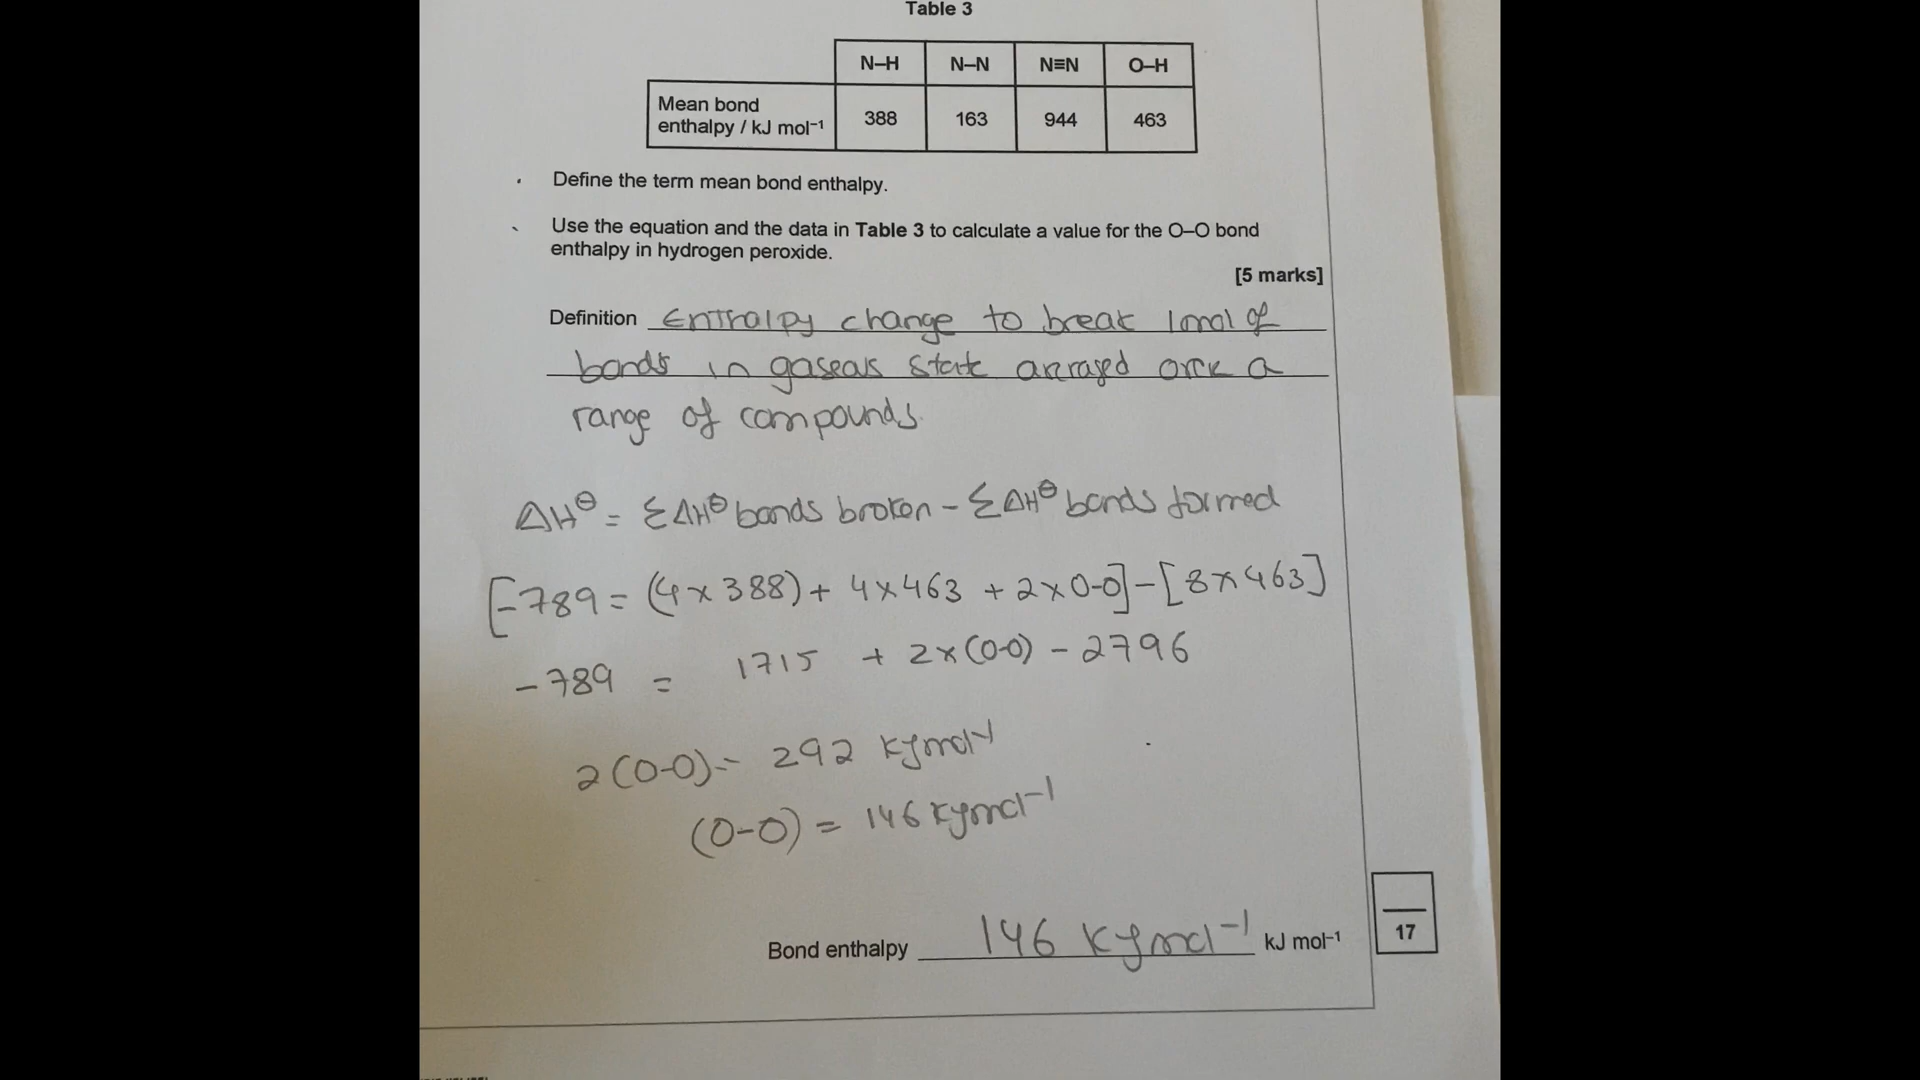 Table 3
N–H N–N N≡N O–H
Mean bond
enthalpy / kJ mol⁻¹ 388 163 944 463
Define the term mean bond enthalpy.
Use the equation and the data in Table 3 to calculate a value for the O–O bond
enthalpy in hydrogen peroxide.
[5 marks]
Definition Enthalpy change to break 1mol of
bonds in gaseous state averaged over a
range of compounds.
ΔH⊖ = ΣΔH⊖ bonds broken - ΣΔH⊖ bonds formed
[-789 = (4×388) + 4×463 + 2×O-O] - [8×463]
-789 = 1715 + 2×(O-O) - 2796
2(O-O) = 292 kJmol⁻¹
(O-O) = 146 kJmol⁻¹
Bond enthalpy 146 kJmol⁻¹ kJ mol⁻¹
17